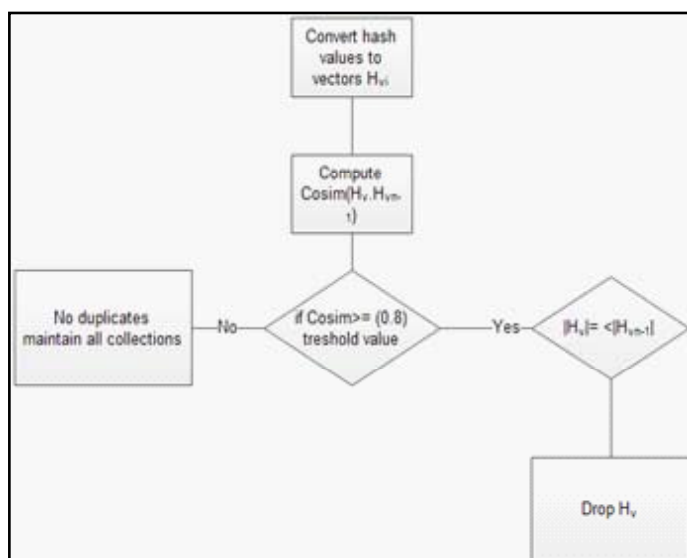 Convert hash
values to
vectors Hvi
Compute
Cosim(Hv.Hvn-
1)
No duplicates
maintain all collections
No
if Cosim>= (0.8)
treshold value
Yes
|Hv|= <|Hvn-1|
Drop Hv